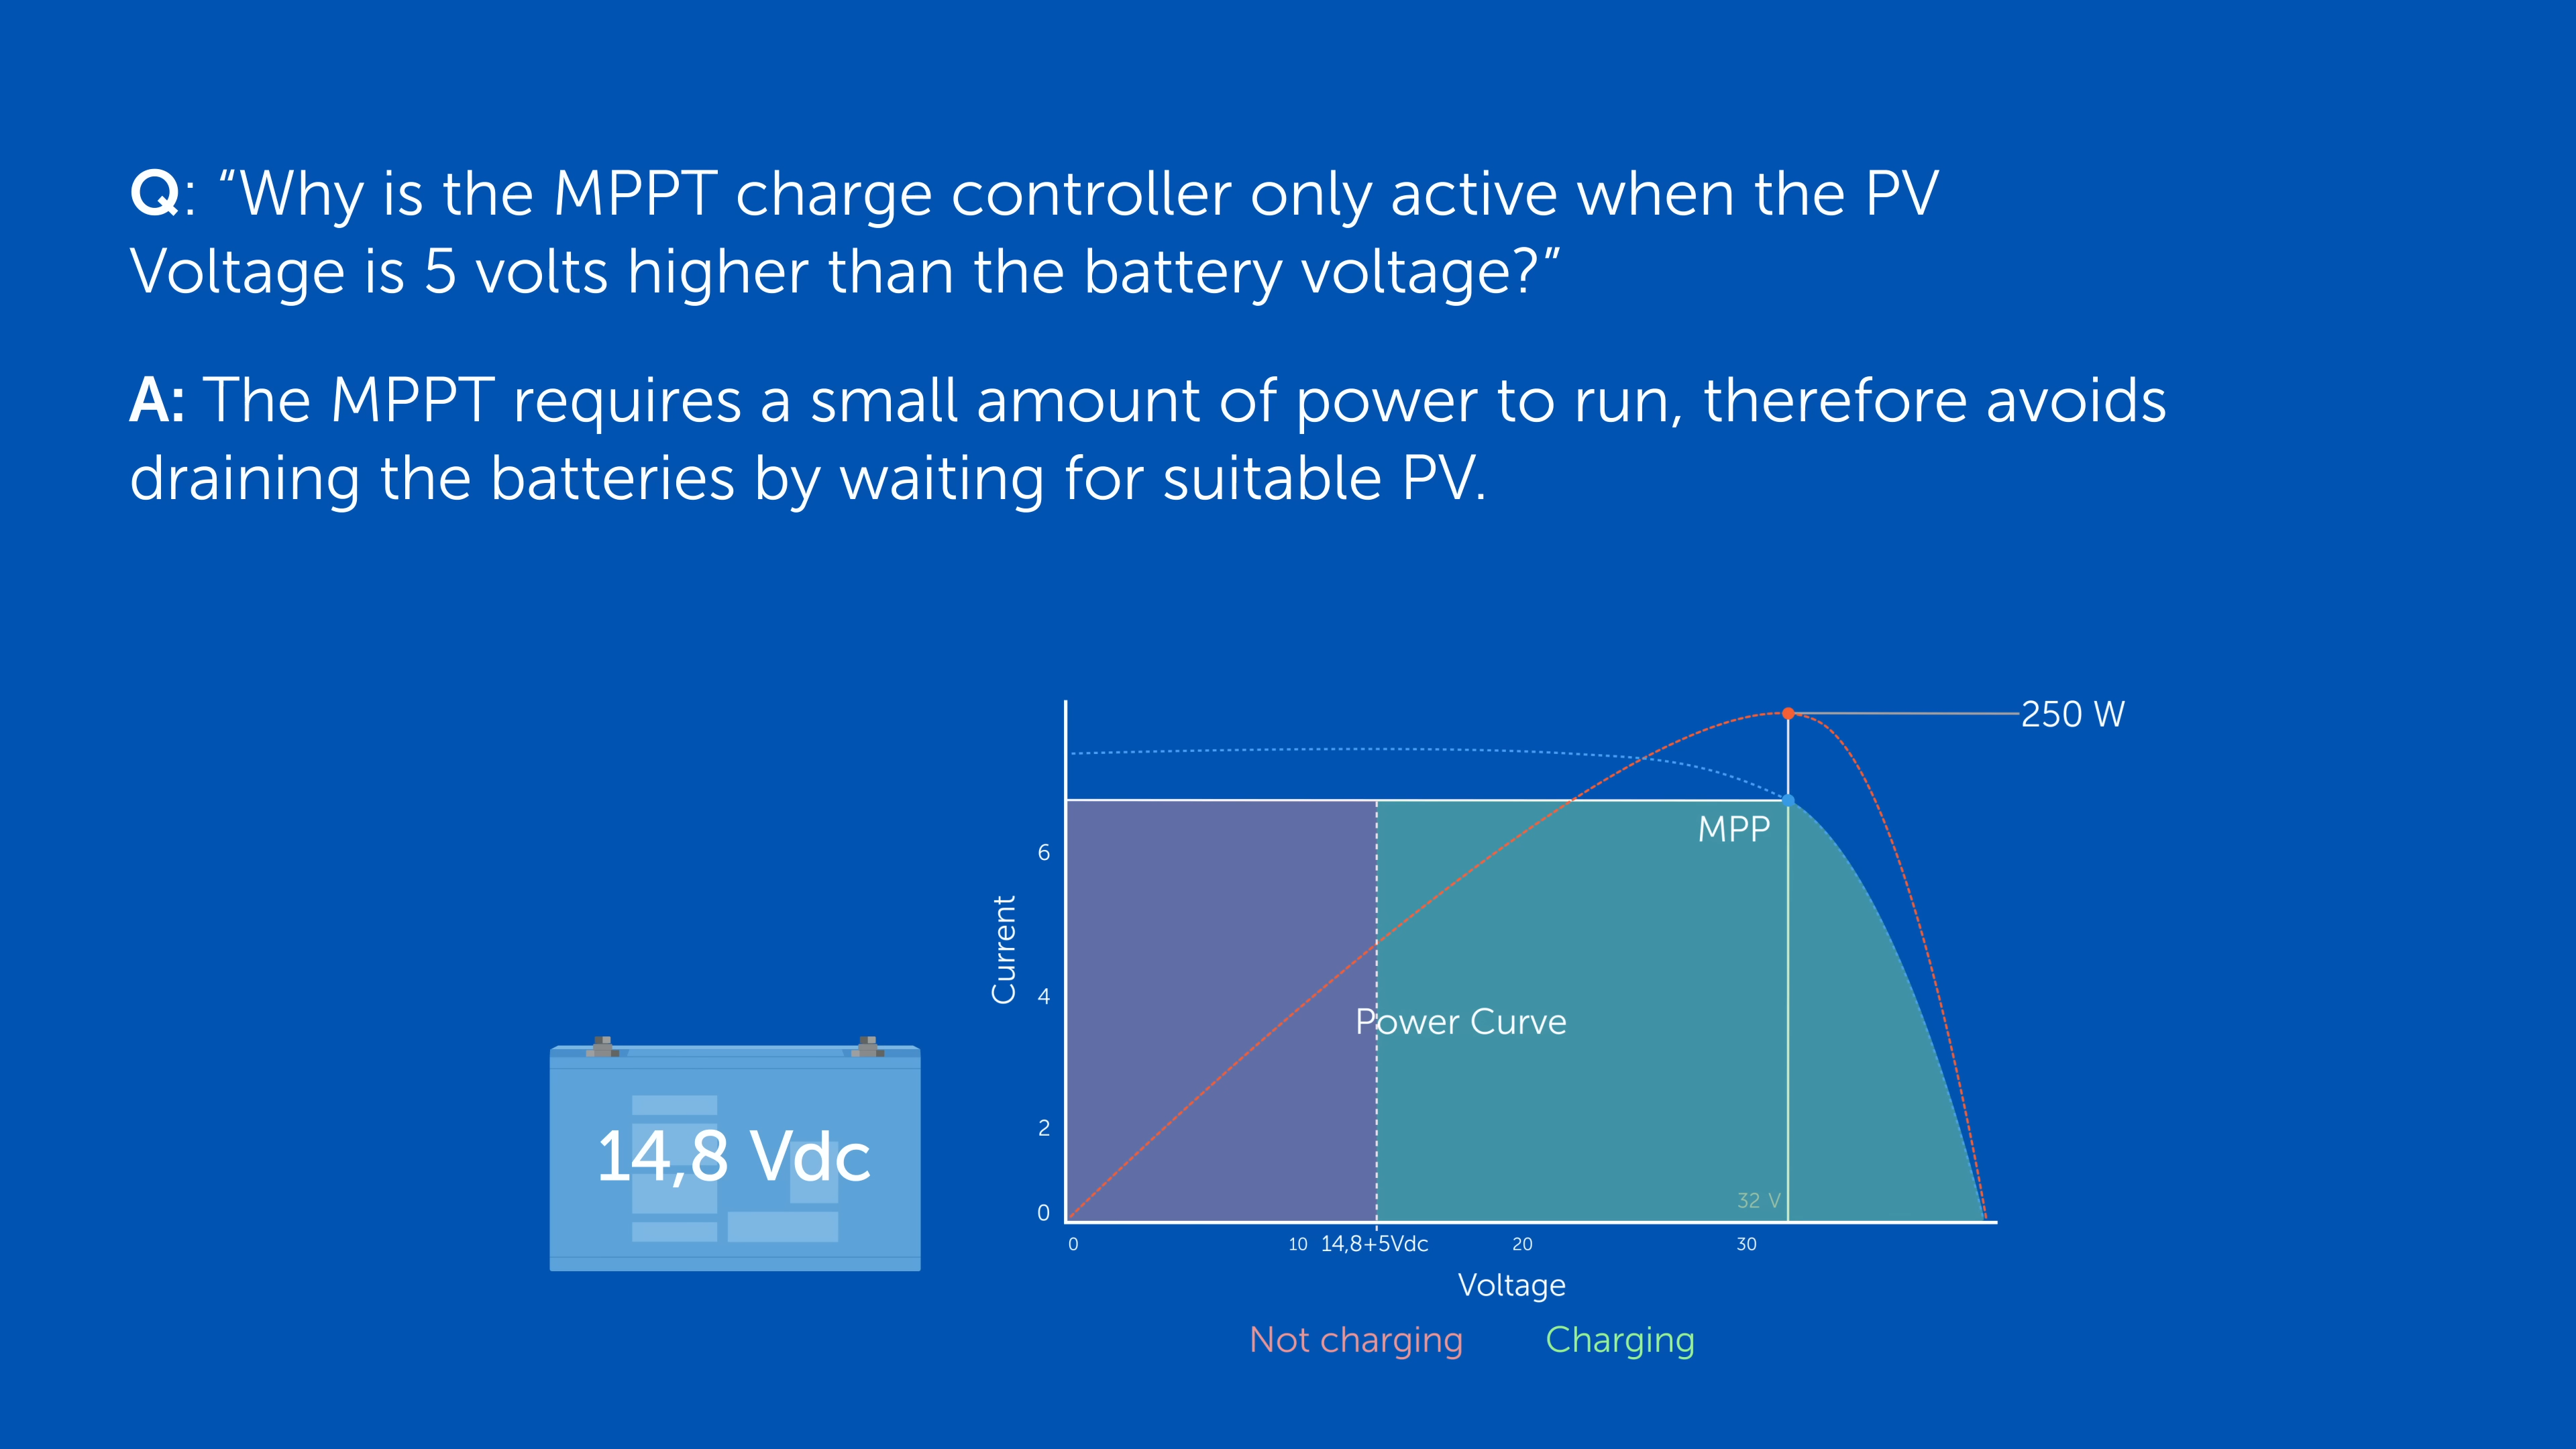 Q: “Why is the MPPT charge controller only active when the PV
Voltage is 5 volts higher than the battery voltage?”
A: The MPPT requires a small amount of power to run, therefore avoids
draining the batteries by waiting for suitable PV.
250 W
MPP
6
Current
4
Power Curve
2
14,8 Vdc
32 V
0
0 10 14,8+5Vdc 20 30
Voltage
Not charging Charging